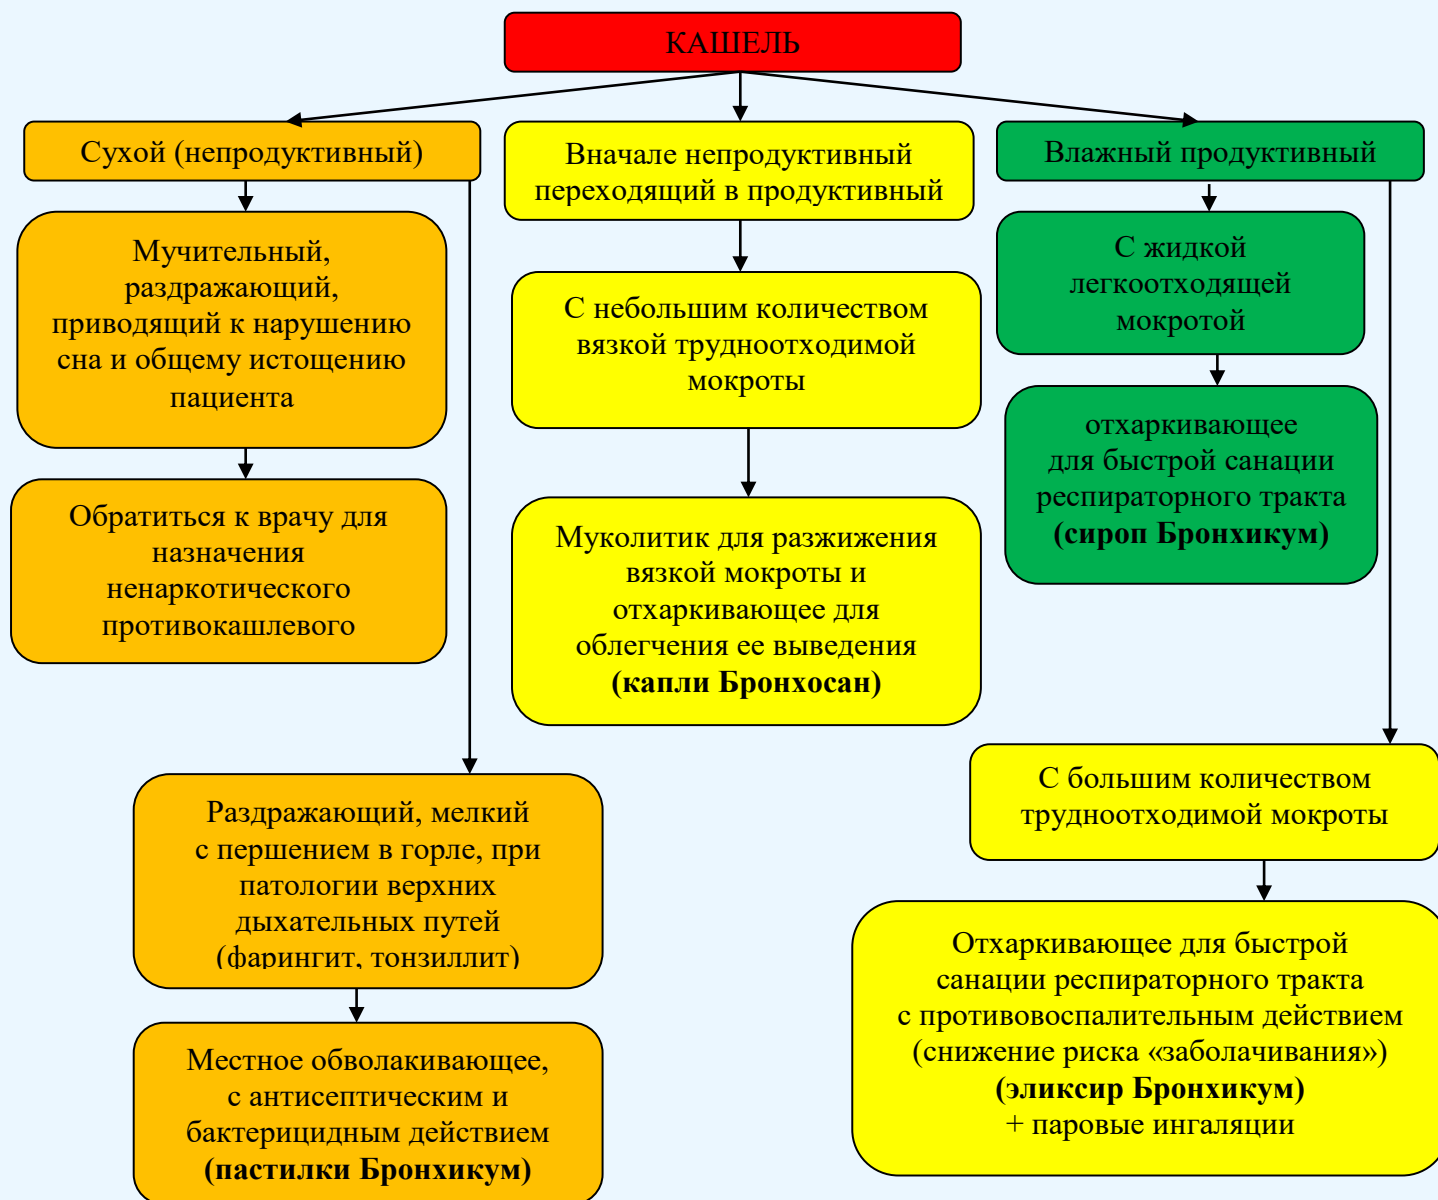 КАШЕЛЬ
Сухой (непродуктивный)
Мучительный,
раздражающий,
приводящий к нарушению
сна и общему истощению
пациента
Обратиться к врачу для
назначения
ненаркотического
противокашлевого
Раздражающий, мелкий
с першением в горле, при
патологии верхних
дыхательных путей
(фарингит, тонзиллит)
Местное обволакивающее,
с антисептическим и
бактерицидным действием
(пастилки Бронхикум)
Вначале непродуктивный
переходящий в продуктивный
С небольшим количеством
вязкой трудноотходимой
мокроты
Муколитик для разжижения
вязкой мокроты и
отхаркивающее для
облегчения ее выведения
(капли Бронхосан)
Влажный продуктивный
С жидкой
легкоотходящей
мокротой
отхаркивающее
для быстрой санации
респираторного тракта
(сироп Бронхикум)
С большим количеством
трудноотходимой мокроты
Отхаркивающее для быстрой
санации респираторного тракта
с противовоспалительным действием
(снижение риска «заболачивания»)
(эликсир Бронхикум)
+ паровые ингаляции